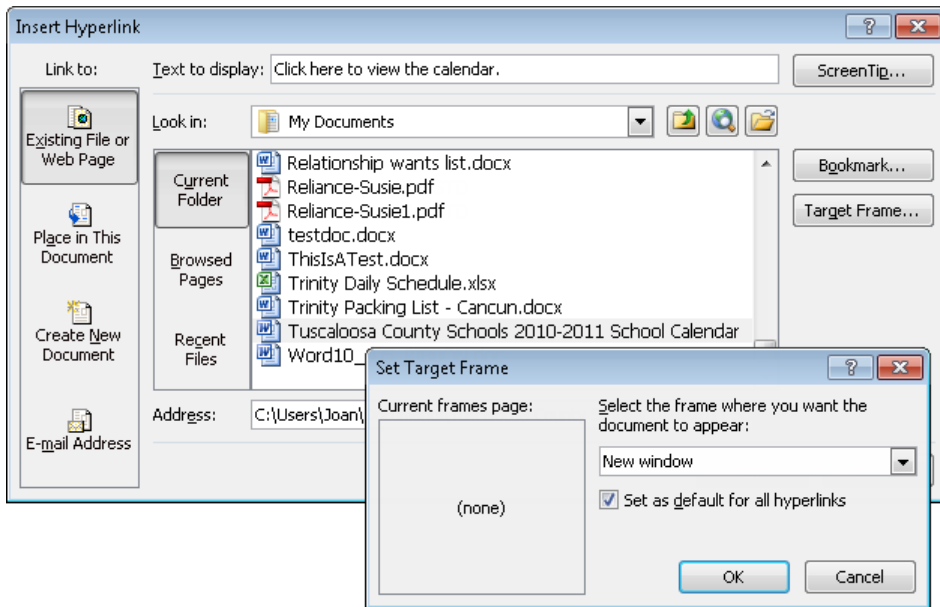 Insert Hyperlink
Link to:
Text to display: Click here to view the calendar.
ScreenTip...
Existing File or
Web Page
Look in:
My Documents
Bookmark...
Target Frame...
Place in This
Document
Create New
Document
E-mail Address
Current
Folder
Browsed
Pages
Recent
Files
Relationship wants list.docx
Reliance-Susie.pdf
Reliance-Susie1.pdf
testdoc.docx
ThisIsATest.docx
Trinity Daily Schedule.xlsx
Trinity Packing List - Cancun.docx
Tuscaloosa County Schools 2010-2011 School Calendar
Word10_
Address: C:\Users\Joan\
Set Target Frame
Current frames page:
(none)
Select the frame where you want the
document to appear:
New window
Set as default for all hyperlinks
OK
Cancel